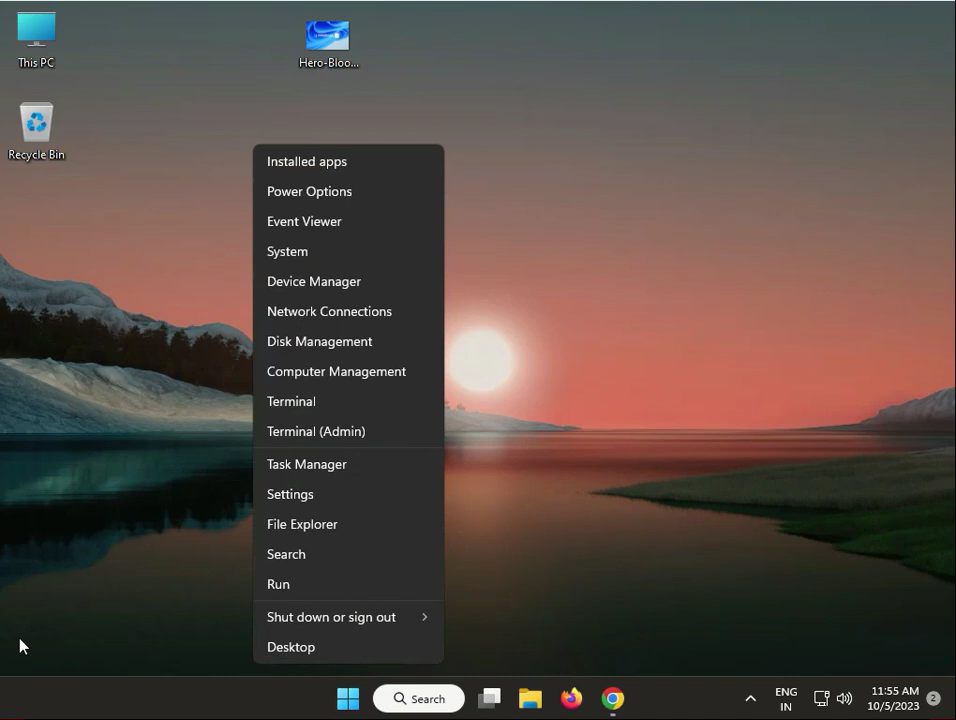 This PC
Hero-Bloo...
Recycle Bin
Installed apps
Power Options
Event Viewer
System
Device Manager
Network Connections
Disk Management
Computer Management
Terminal
Terminal (Admin)
Task Manager
Settings
File Explorer
Search
Run
Shut down or sign out
Desktop
Search
ENG
IN
11:55 AM
10/5/2023
2